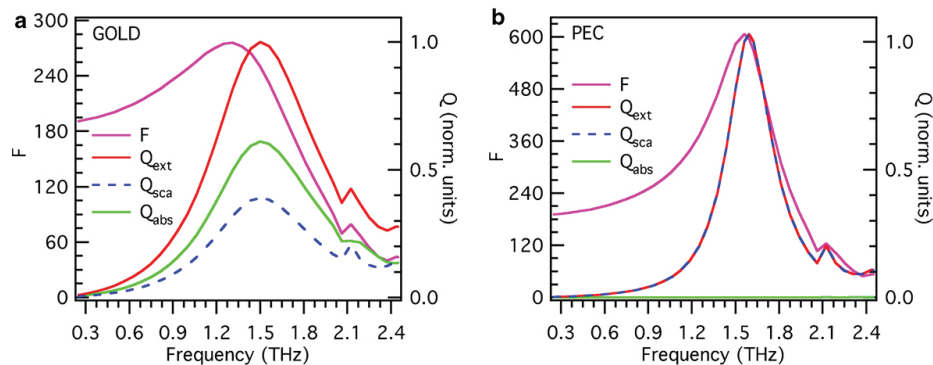 a
GOLD
300
240
180
120
60
0
F
F
Qext
Qsca
Qabs
1.0
0.5
0.0
Q (norm. units)
0.3 0.6 0.9 1.2 1.5 1.8 2.1 2.4
Frequency (THz)
b
PEC
600
480
360
240
120
0
F
F
Qext
Qsca
Qabs
1.0
0.5
0.0
Q (norm. units)
0.3 0.6 0.9 1.2 1.5 1.8 2.1 2.4
Frequency (THz)